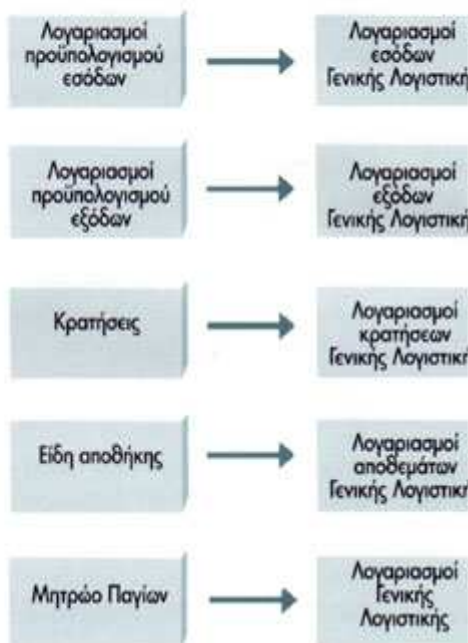 Λογαριασμοί
προϋπολογισμού
εσόδων
Λογαριασμοί
εσόδων
Γενικής Λογιστική
Λογαριασμοί
προϋπολογισμού
εξόδων
Λογαριασμοί
εξόδων
Γενικής Λογιστική
Κρατήσεις
Λογαριασμοί
κρατήσεων
Γενικής Λογιστική
Είδη αποθήκης
Λογαριασμοί
αποθεμάτων
Γενικής Λογιστική
Μητρώο Παγίων
Λογαριασμοί
Γενικής
Λογιστικής